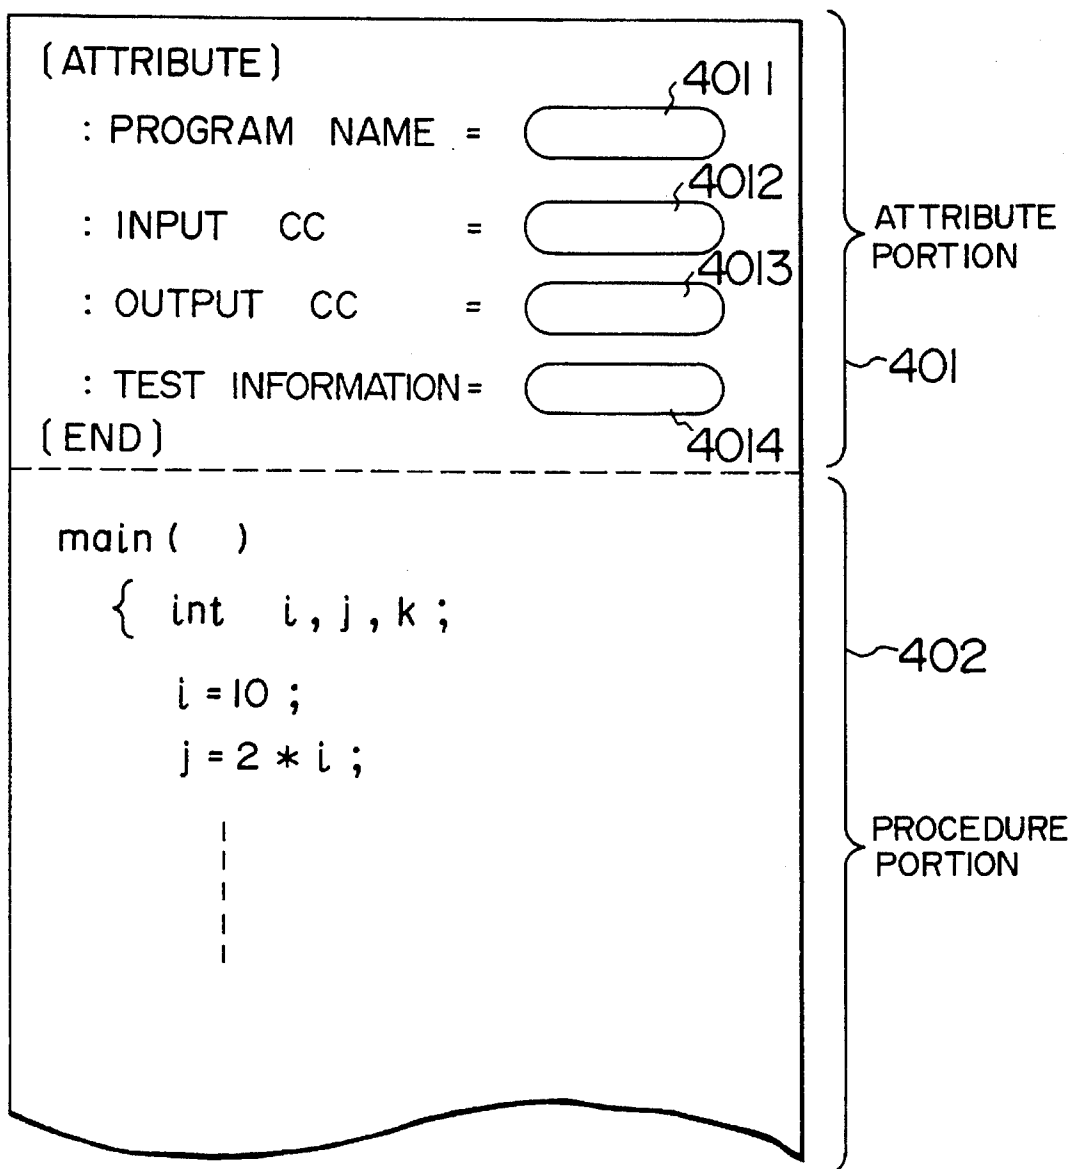 (ATTRIBUTE)
4011
: PROGRAM NAME =
4012
: INPUT CC =
4013
: OUTPUT CC =
: TEST INFORMATION=
4014
(END)
ATTRIBUTE
PORTION
401
main( )
{ int i, j, k ;
i = 10 ;
j = 2 * i ;
402
PROCEDURE
PORTION